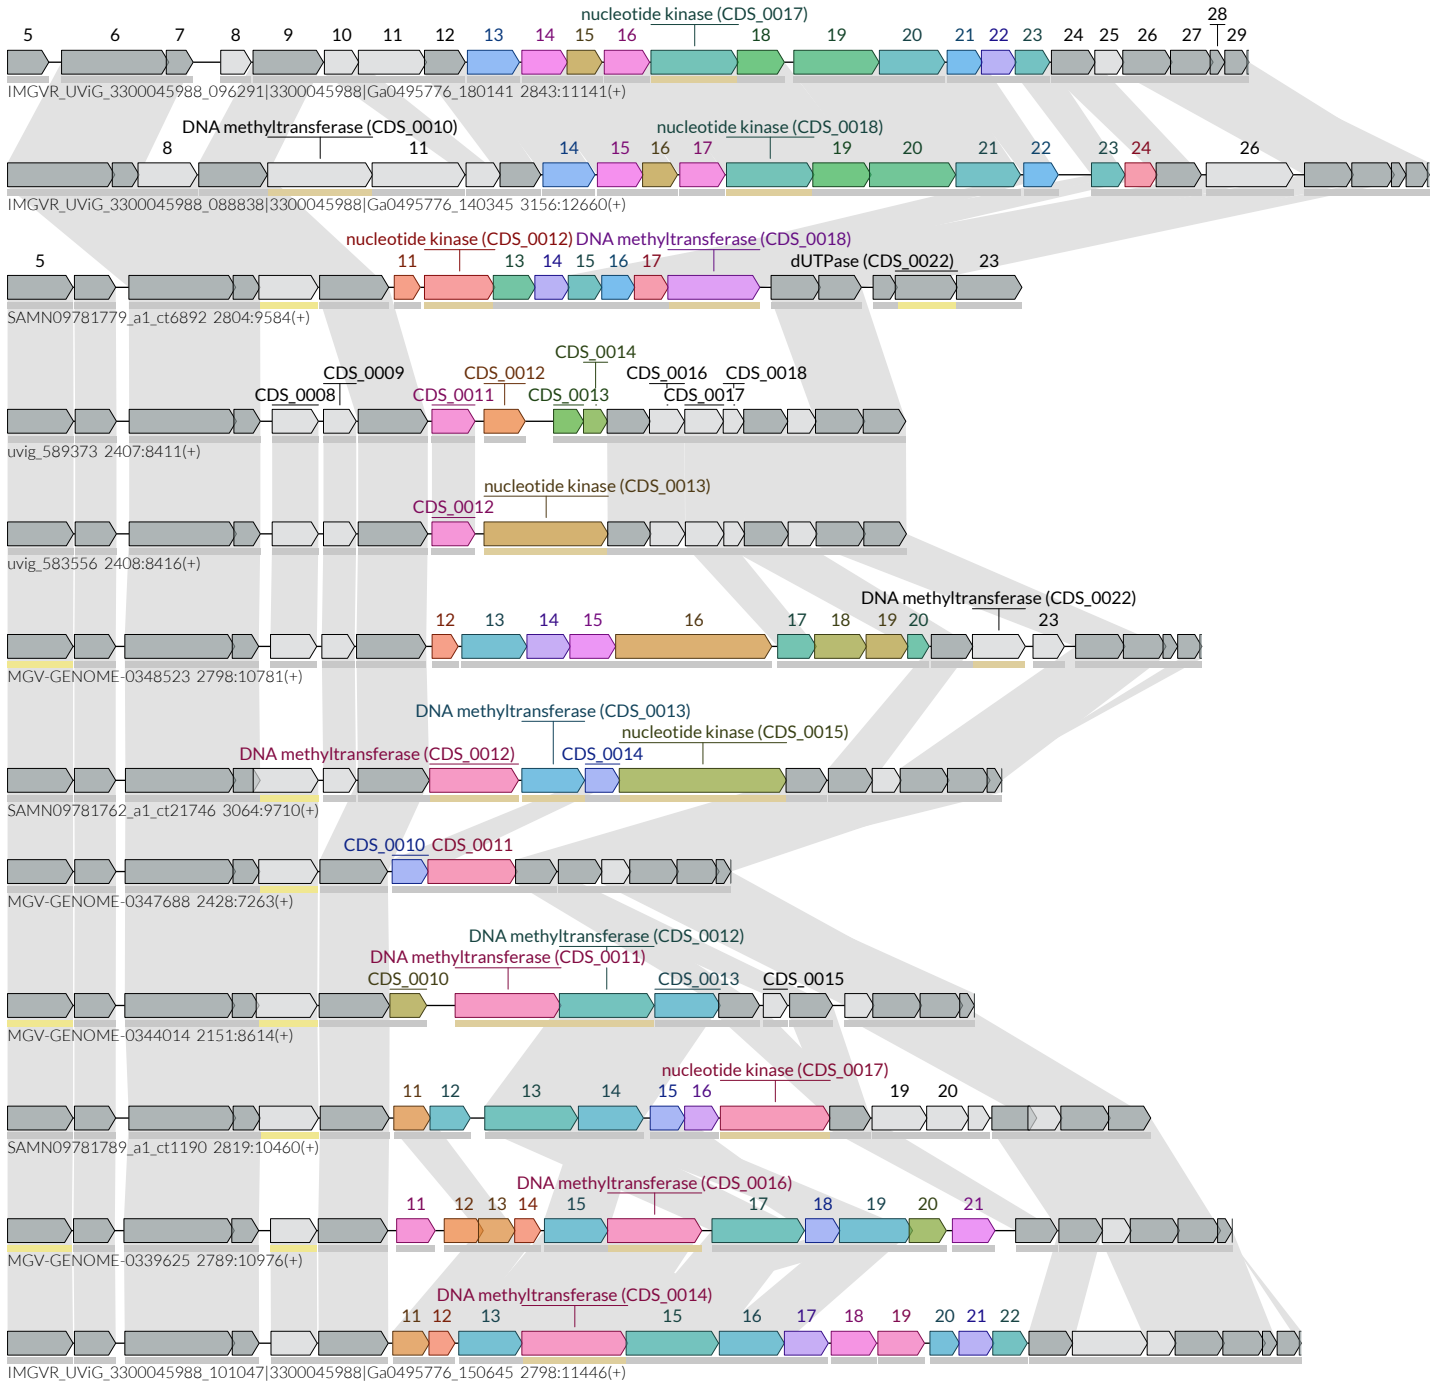 nucleotide kinase (CDS_0017) 28
5 6 7 8 9 10 11 12 13 14 15 16 18 19 20 21 22 23 24 25 26 27 29
IMGVR_UViG_3300045988_096291|3300045988|Ga0495776_180141 2843:11141(+)
DNA methyltransferase (CDS_0010) nucleotide kinase (CDS_0018)
8 11 14 15 16 17 19 20 21 22 23 24 26
IMGVR_UViG_3300045988_088838|3300045988|Ga0495776_140345 3156:12660(+)
nucleotide kinase (CDS_0012) DNA methyltransferase (CDS_0018)
5 11 13 14 15 16 17 dUTPase (CDS_0022) 23
SAMN09781779_a1_ct6892 2804:9584(+)
CDS_0014
CDS_0009 CDS_0012 CDS_0016 CDS_0018
CDS_0008 CDS_0011 CDS_0013 CDS_0017
uvig_589373 2407:8411(+)
nucleotide kinase (CDS_0013)
CDS_0012
uvig_583556 2408:8416(+)
DNA methyltransferase (CDS_0022)
12 13 14 15 16 17 18 19 20 23
MGV-GENOME-0348523 2798:10781(+)
DNA methyltransferase (CDS_0013)
nucleotide kinase (CDS_0015)
DNA methyltransferase (CDS_0012) CDS_0014
SAMN09781762_a1_ct21746 3064:9710(+)
CDS_0010 CDS_0011
MGV-GENOME-0347688 2428:7263(+)
DNA methyltransferase (CDS_0012)
DNA methyltransferase (CDS_0011)
CDS_0010 CDS_0013 CDS_0015
MGV-GENOME-0344014 2151:8614(+)
nucleotide kinase (CDS_0017)
11 12 13 14 15 16 19 20
SAMN09781789_a1_ct1190 2819:10460(+)
DNA methyltransferase (CDS_0016)
11 12 13 14 15 17 18 19 20 21
MGV-GENOME-0339625 2789:10976(+)
DNA methyltransferase (CDS_0014)
11 12 13 15 16 17 18 19 20 21 22
IMGVR_UViG_3300045988_101047|3300045988|Ga0495776_150645 2798:11446(+)